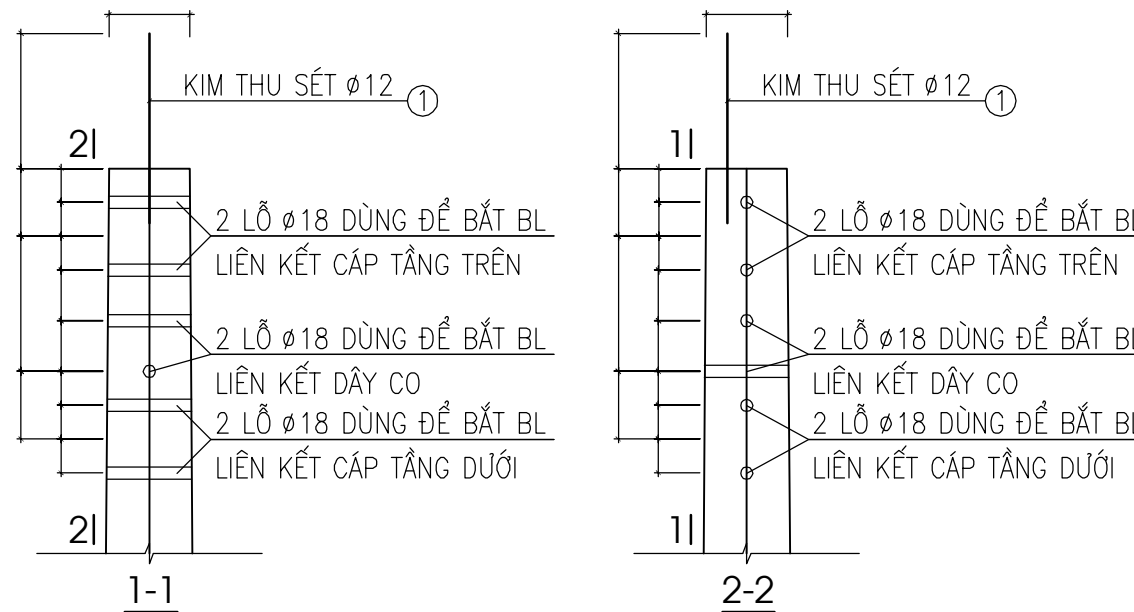 KIM THU SÉT ø12
1
2
2 LỖ ø18 DÙNG ĐỂ BẮT BL
LIÊN KẾT CÁP TẦNG TRÊN
2 LỖ ø18 DÙNG ĐỂ BẮT BL
LIÊN KẾT DÂY CO
2 LỖ ø18 DÙNG ĐỂ BẮT BL
LIÊN KẾT CÁP TẦNG DƯỚI
2
1-1
KIM THU SÉT ø12
1
1
2 LỖ ø18 DÙNG ĐỂ BẮT BL
LIÊN KẾT CÁP TẦNG TRÊN
2 LỖ ø18 DÙNG ĐỂ BẮT BL
LIÊN KẾT DÂY CO
2 LỖ ø18 DÙNG ĐỂ BẮT BL
LIÊN KẾT CÁP TẦNG DƯỚI
1
2-2